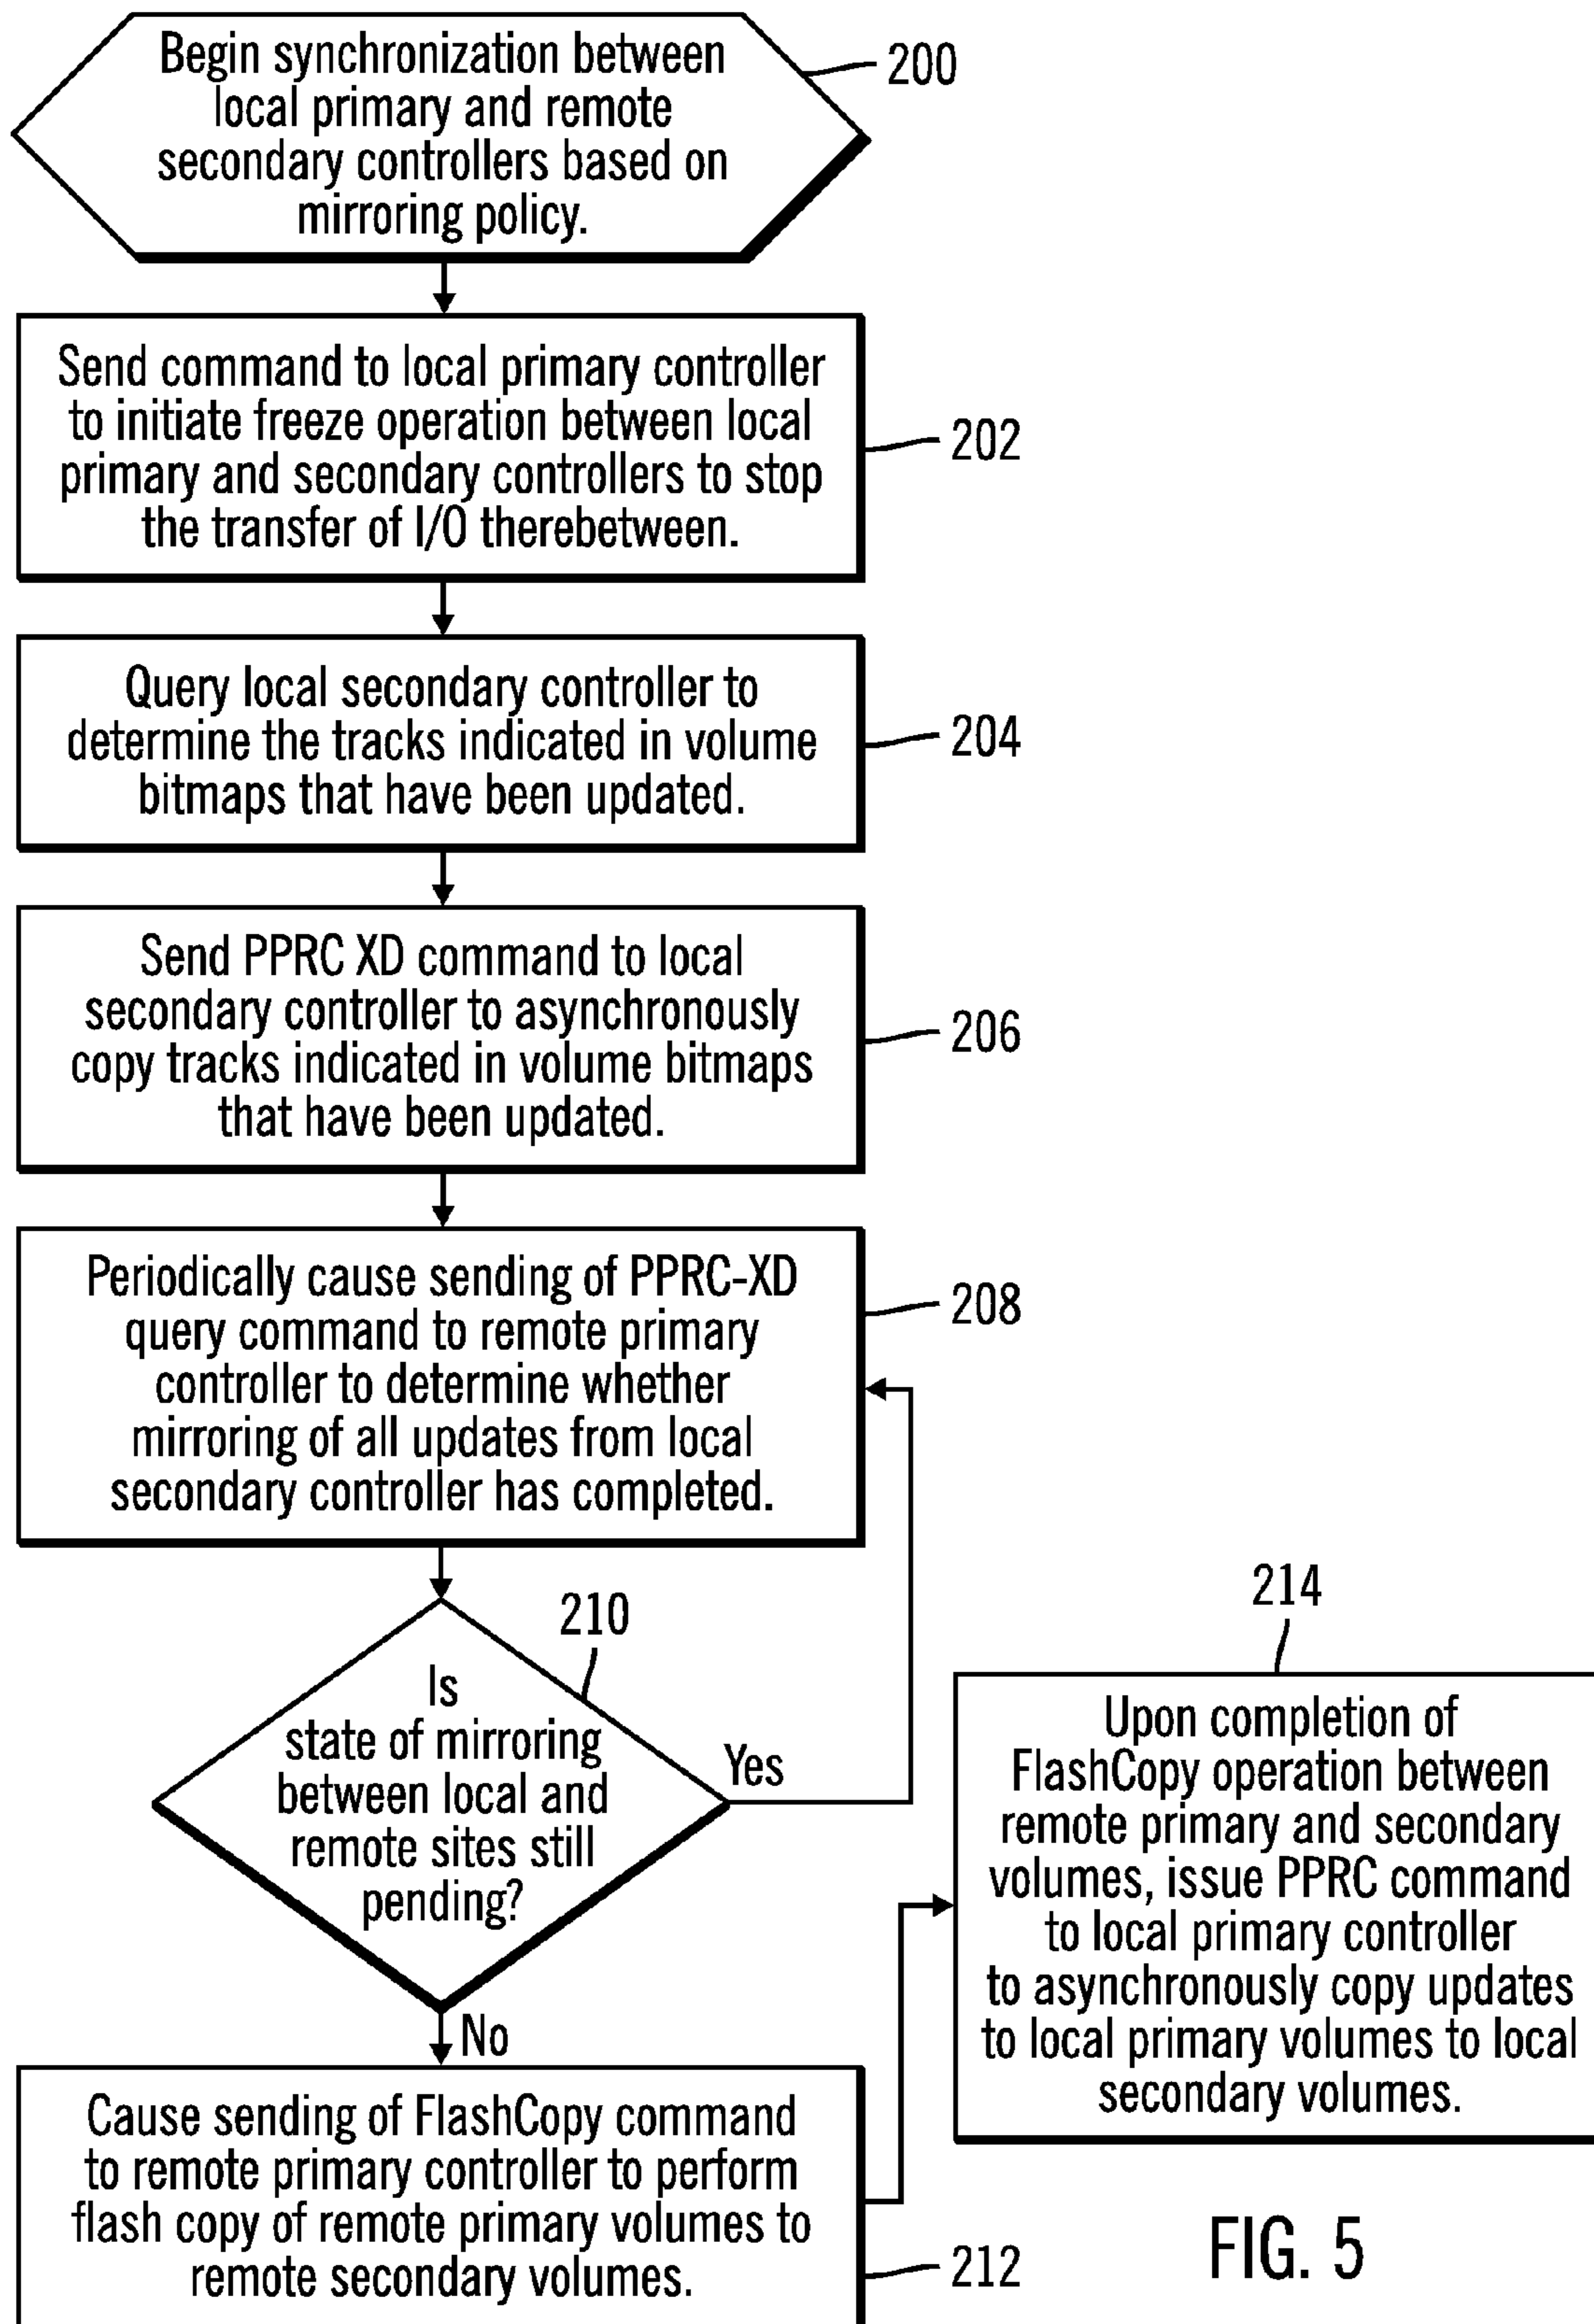 Begin synchronization between
local primary and remote
secondary controllers based on
mirroring policy.
200
Send command to local primary controller
to initiate freeze operation between local
primary and secondary controllers to stop
the transfer of I/O therebetween.
202
Query local secondary controller to
determine the tracks indicated in volume
bitmaps that have been updated.
204
Send PPRC XD command to local
secondary controller to asynchronously
copy tracks indicated in volume bitmaps
that have been updated.
206
Periodically cause sending of PPRC-XD
query command to remote primary
controller to determine whether
mirroring of all updates from local
secondary controller has completed.
208
210
Is
state of mirroring
between local and
remote sites still
pending?
Yes
No
Cause sending of FlashCopy command
to remote primary controller to perform
flash copy of remote primary volumes to
remote secondary volumes.
212
214
Upon completion of
FlashCopy operation between
remote primary and secondary
volumes, issue PPRC command
to local primary controller
to asynchronously copy updates
to local primary volumes to local
secondary volumes.
FIG. 5